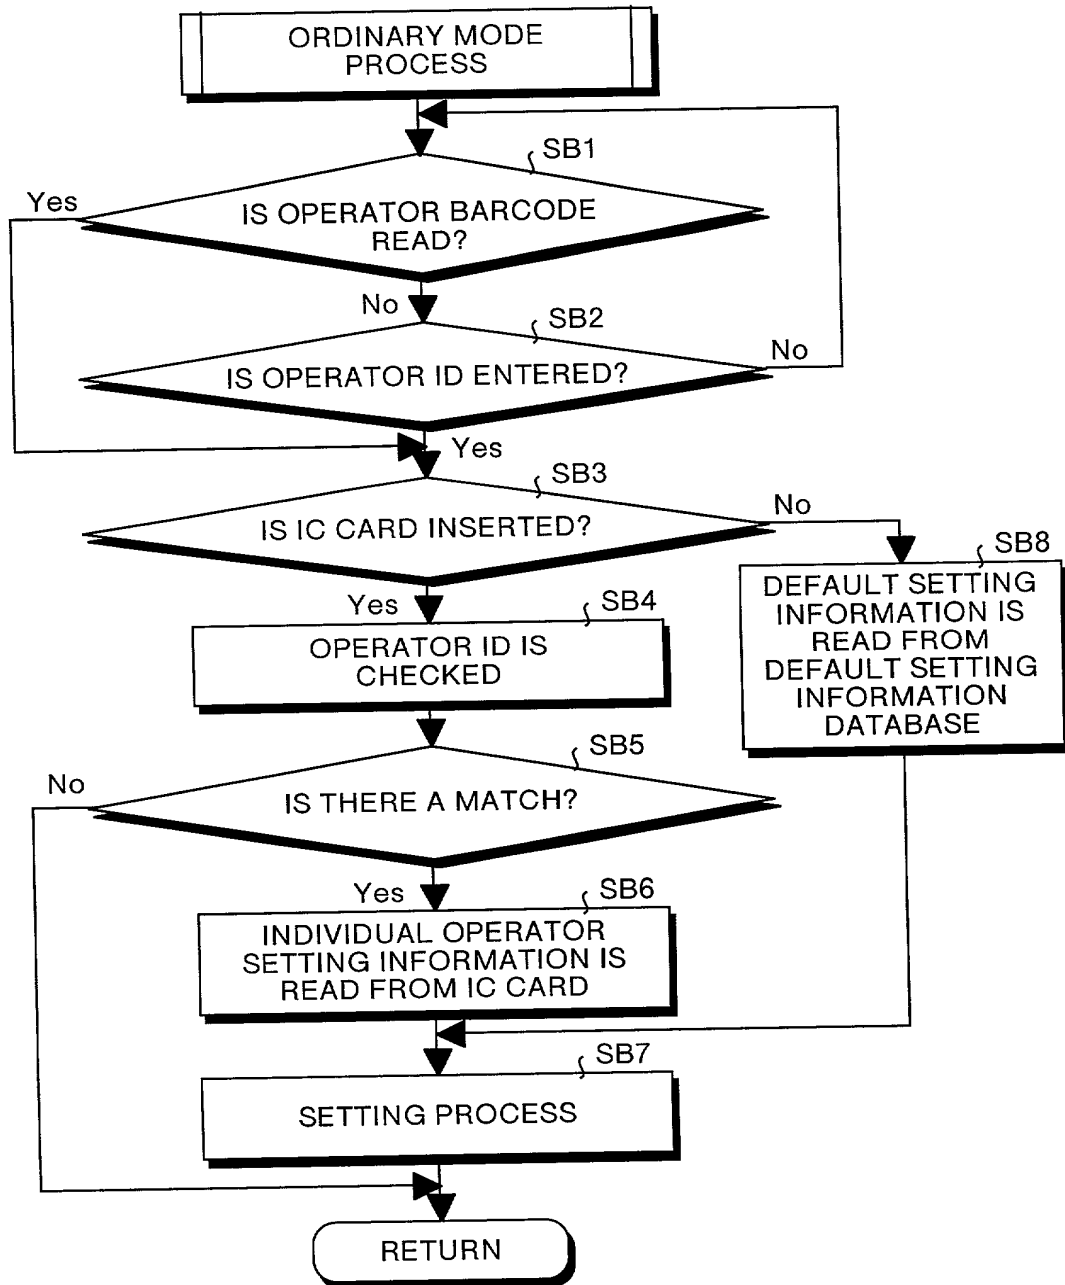 ORDINARY MODE
PROCESS
SB1
Yes
IS OPERATOR BARCODE
READ?
No
SB2
No
IS OPERATOR ID ENTERED?
Yes
SB3
No
IS IC CARD INSERTED?
SB8
DEFAULT SETTING
INFORMATION IS
READ FROM
DEFAULT SETTING
INFORMATION
DATABASE
Yes
SB4
OPERATOR ID IS
CHECKED
SB5
No
IS THERE A MATCH?
Yes
SB6
INDIVIDUAL OPERATOR
SETTING INFORMATION IS
READ FROM IC CARD
SB7
SETTING PROCESS
RETURN